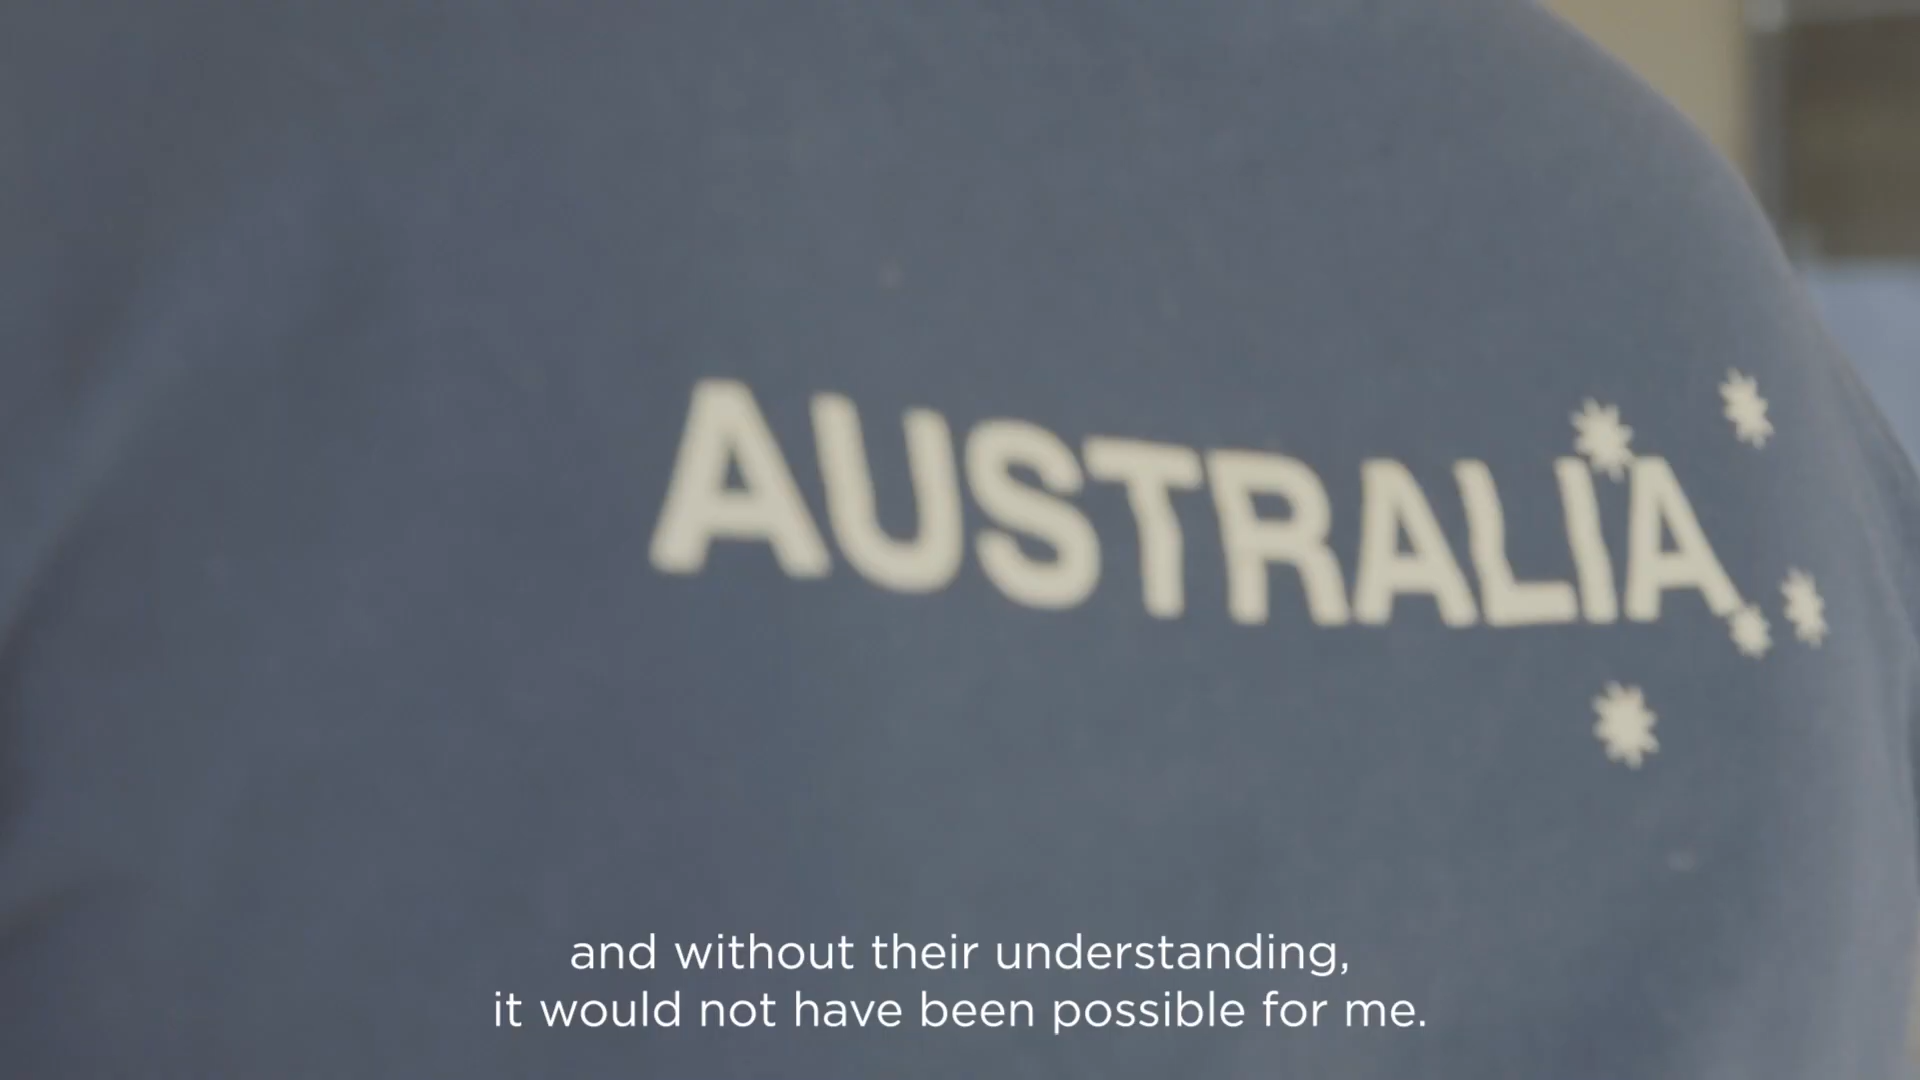 AUSTRALIA
and without their understanding,
it would not have been possible for me.